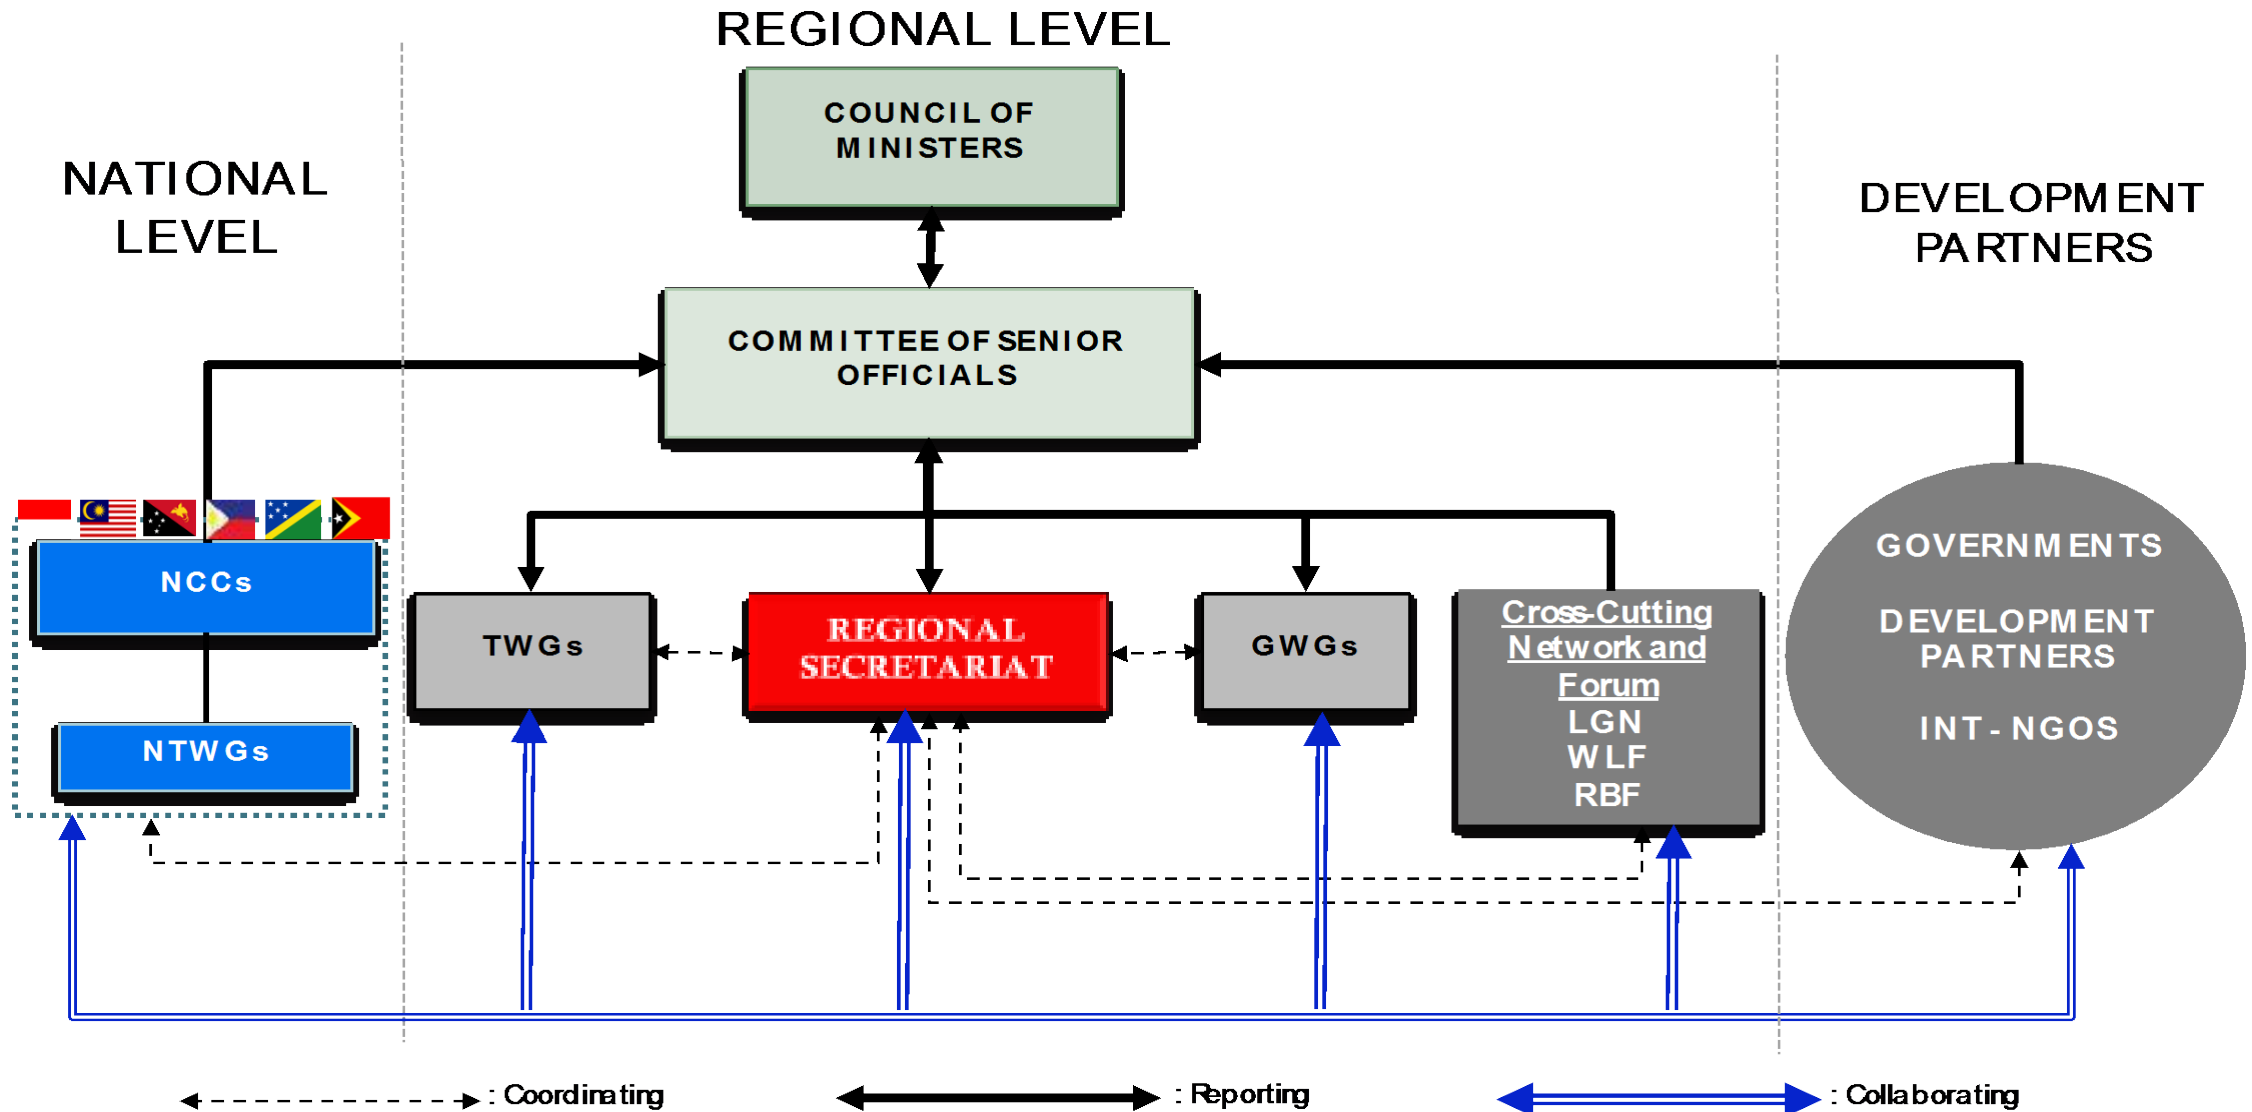 REGIONAL LEVEL
COUNCIL OF
MINISTERS
NATIONAL
LEVEL
DEVELOPMENT
PARTNERS
COMMITTEE OF SENIOR
OFFICIALS
NCCs
NTWGs
TWGs
REGIONAL
SECRETARIAT
GWGs
Cross-Cutting
Network and
Forum
LGN
WLF
RBF
GOVERNMENTS
DEVELOPMENT
PARTNERS
INT - NGOS
: Coordinating
: Reporting
: Collaborating